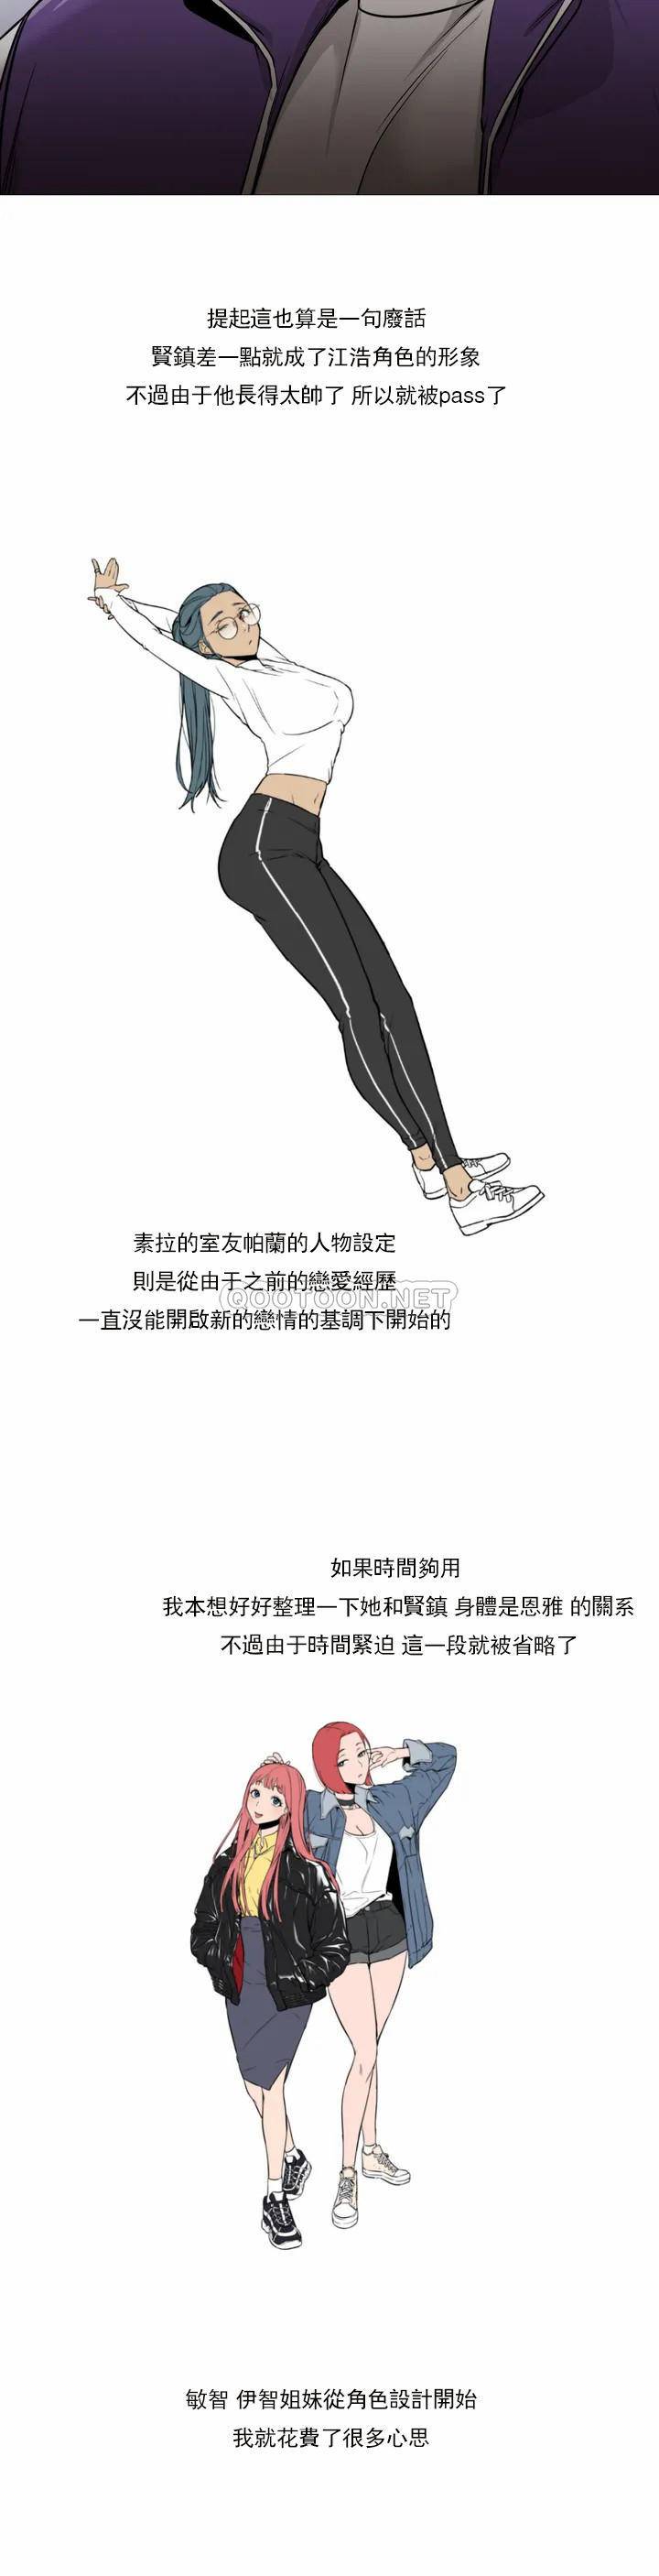 提起這也算是一句廢話
賢鎮差一點就成了江浩角色的形象
不過由于他長得太帥了 所以就被pass了
素拉的室友帕蘭的人物設定
則是從由于之前的戀愛經歷
QOOTOON.NET
一直沒能開啟新的戀情的基調下開始的
如果時間夠用
我本想好好整理一下她和賢鎮 身體是恩雅 的關系
不過由于時間緊迫 這一段就被省略了
敏智 伊智姐妹從角色設計開始
我就花費了很多心思